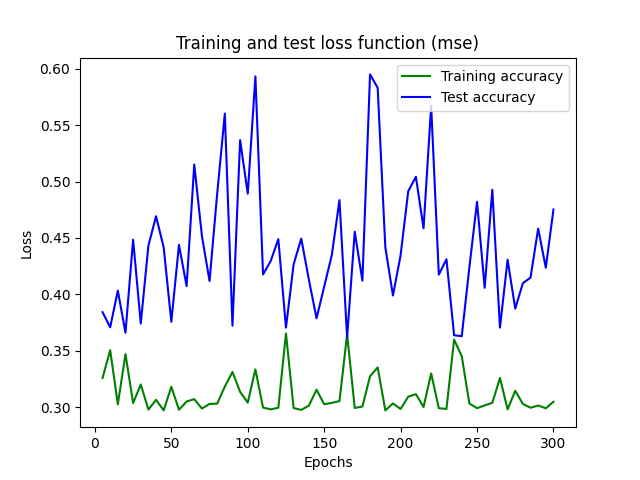 Training and test loss function (mse)
Training accuracy
Test accuracy
0.60
0.55
0.50
0.45
0.40
0.35
0.30
Loss
0 50 100 150 200 250 300
Epochs